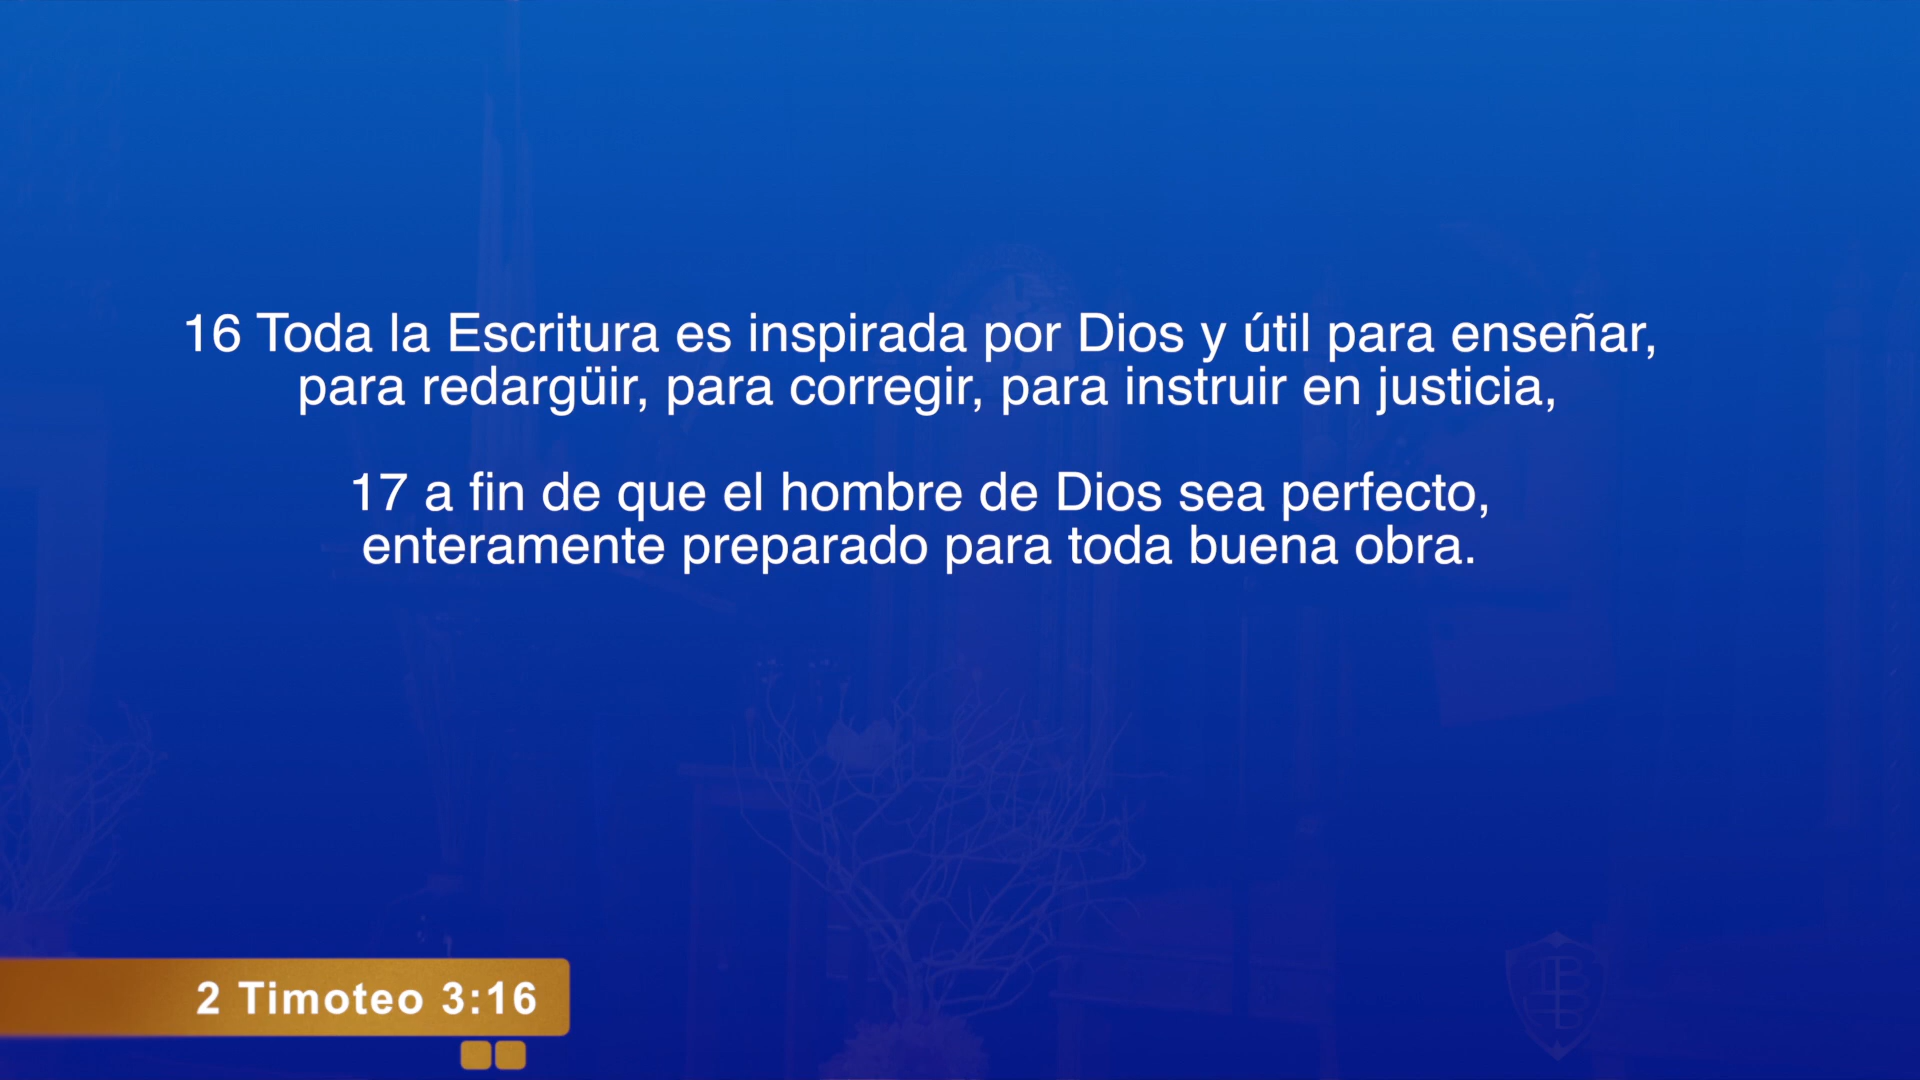 16 Toda la Escritura es inspirada por Dios y útil para enseñar,
para redargüir, para corregir, para instruir en justicia,
17 a fin de que el hombre de Dios sea perfecto,
enteramente preparado para toda buena obra.
2 Timoteo 3:16